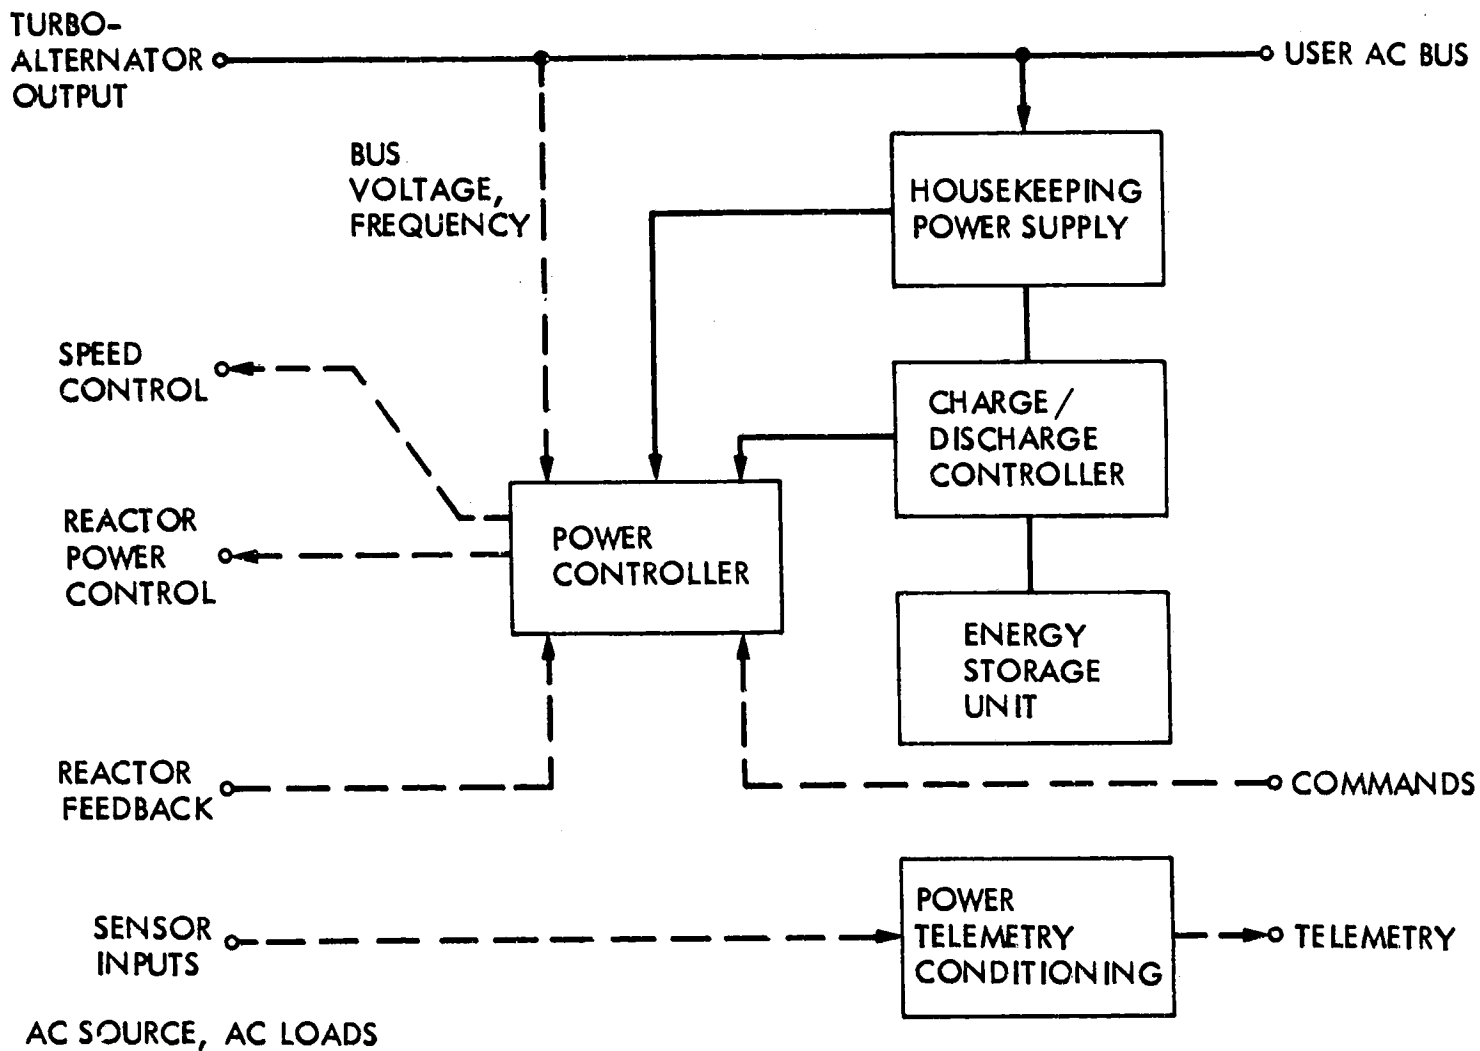 TURBO-
ALTERNATOR
OUTPUT
USER AC BUS
BUS
VOLTAGE,
FREQUENCY
HOUSEKEEPING
POWER SUPPLY
SPEED
CONTROL
CHARGE/
DISCHARGE
CONTROLLER
REACTOR
POWER
CONTROL
POWER
CONTROLLER
ENERGY
STORAGE
UNIT
REACTOR
FEEDBACK
COMMANDS
SENSOR
INPUTS
POWER
TELEMETRY
CONDITIONING
TELEMETRY
AC SOURCE, AC LOADS